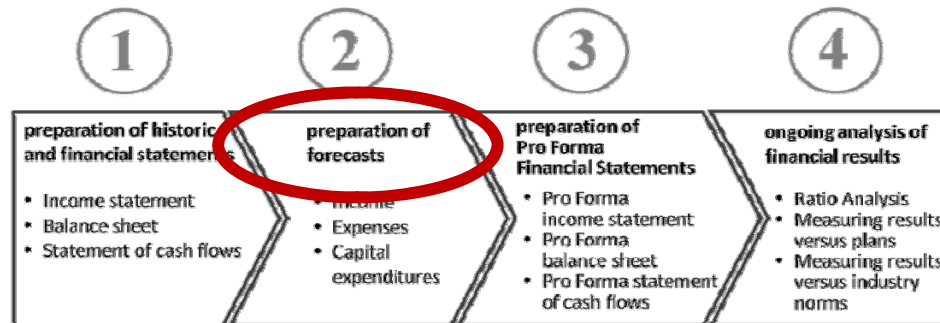 1
2
3
4
preparation of historic
and financial statements
• Income statement
• Balance sheet
• Statement of cash flows
preparation of
forecasts
• Income
• Expenses
• Capital
expenditures
preparation of
Pro Forma
Financial Statements
• Pro Forma
income statement
• Pro Forma
balance sheet
• Pro Forma statement
of cash flows
ongoing analysis of
financial results
• Ratio Analysis
• Measuring results
versus plans
• Measuring results
versus industry
norms